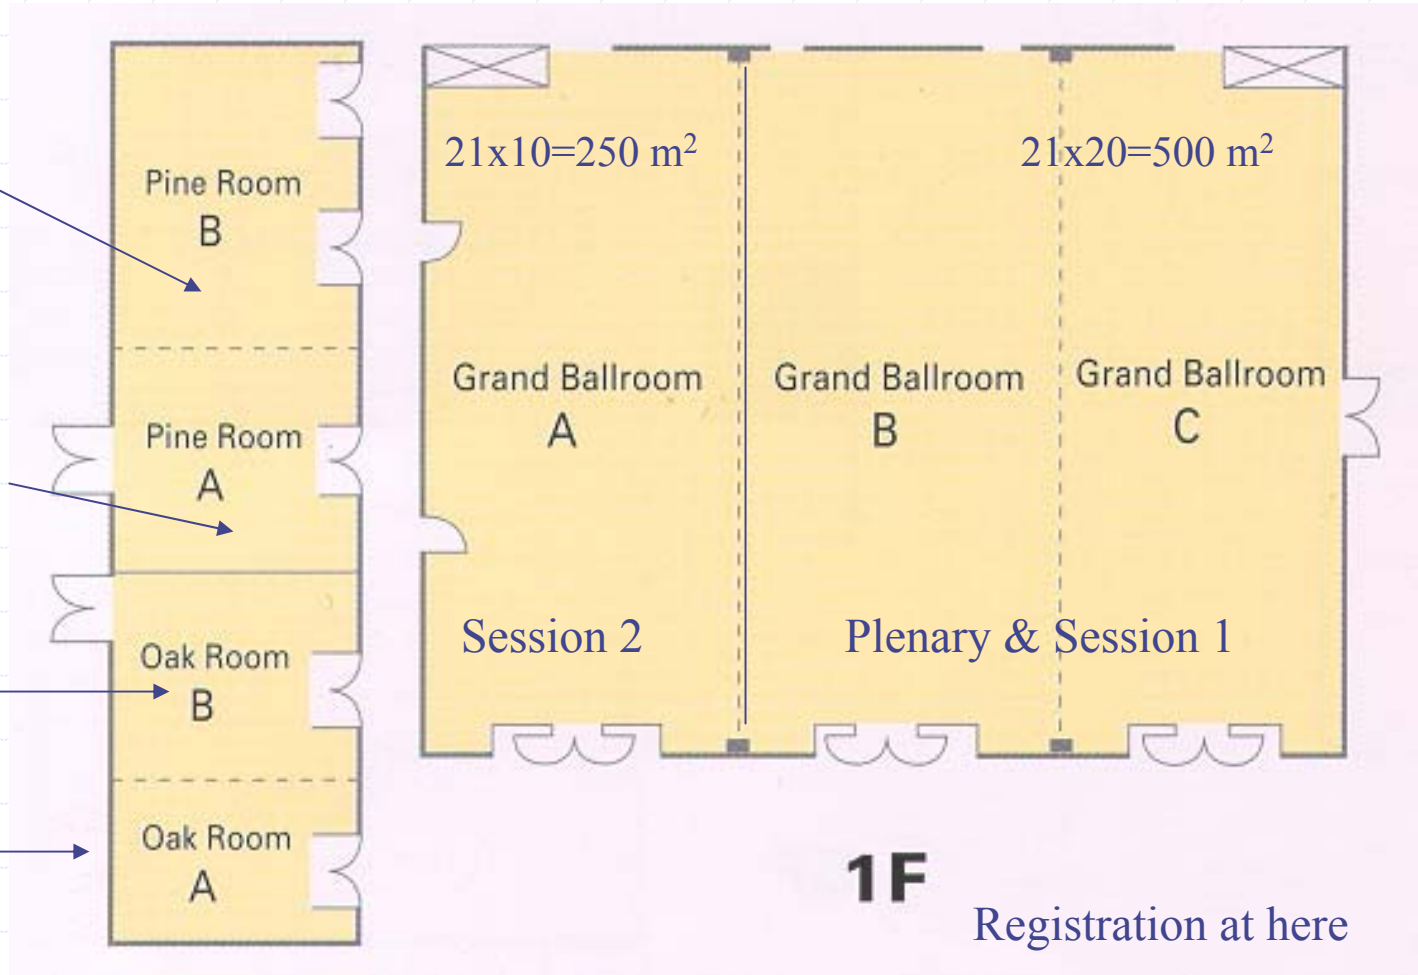 Pine Room
B
Pine Room
A
Oak Room
B
Oak Room
A
21x10=250 m²
21x20=500 m²
Grand Ballroom
A
Grand Ballroom
B
Grand Ballroom
C
Session 2
Plenary & Session 1
1F
Registration at here